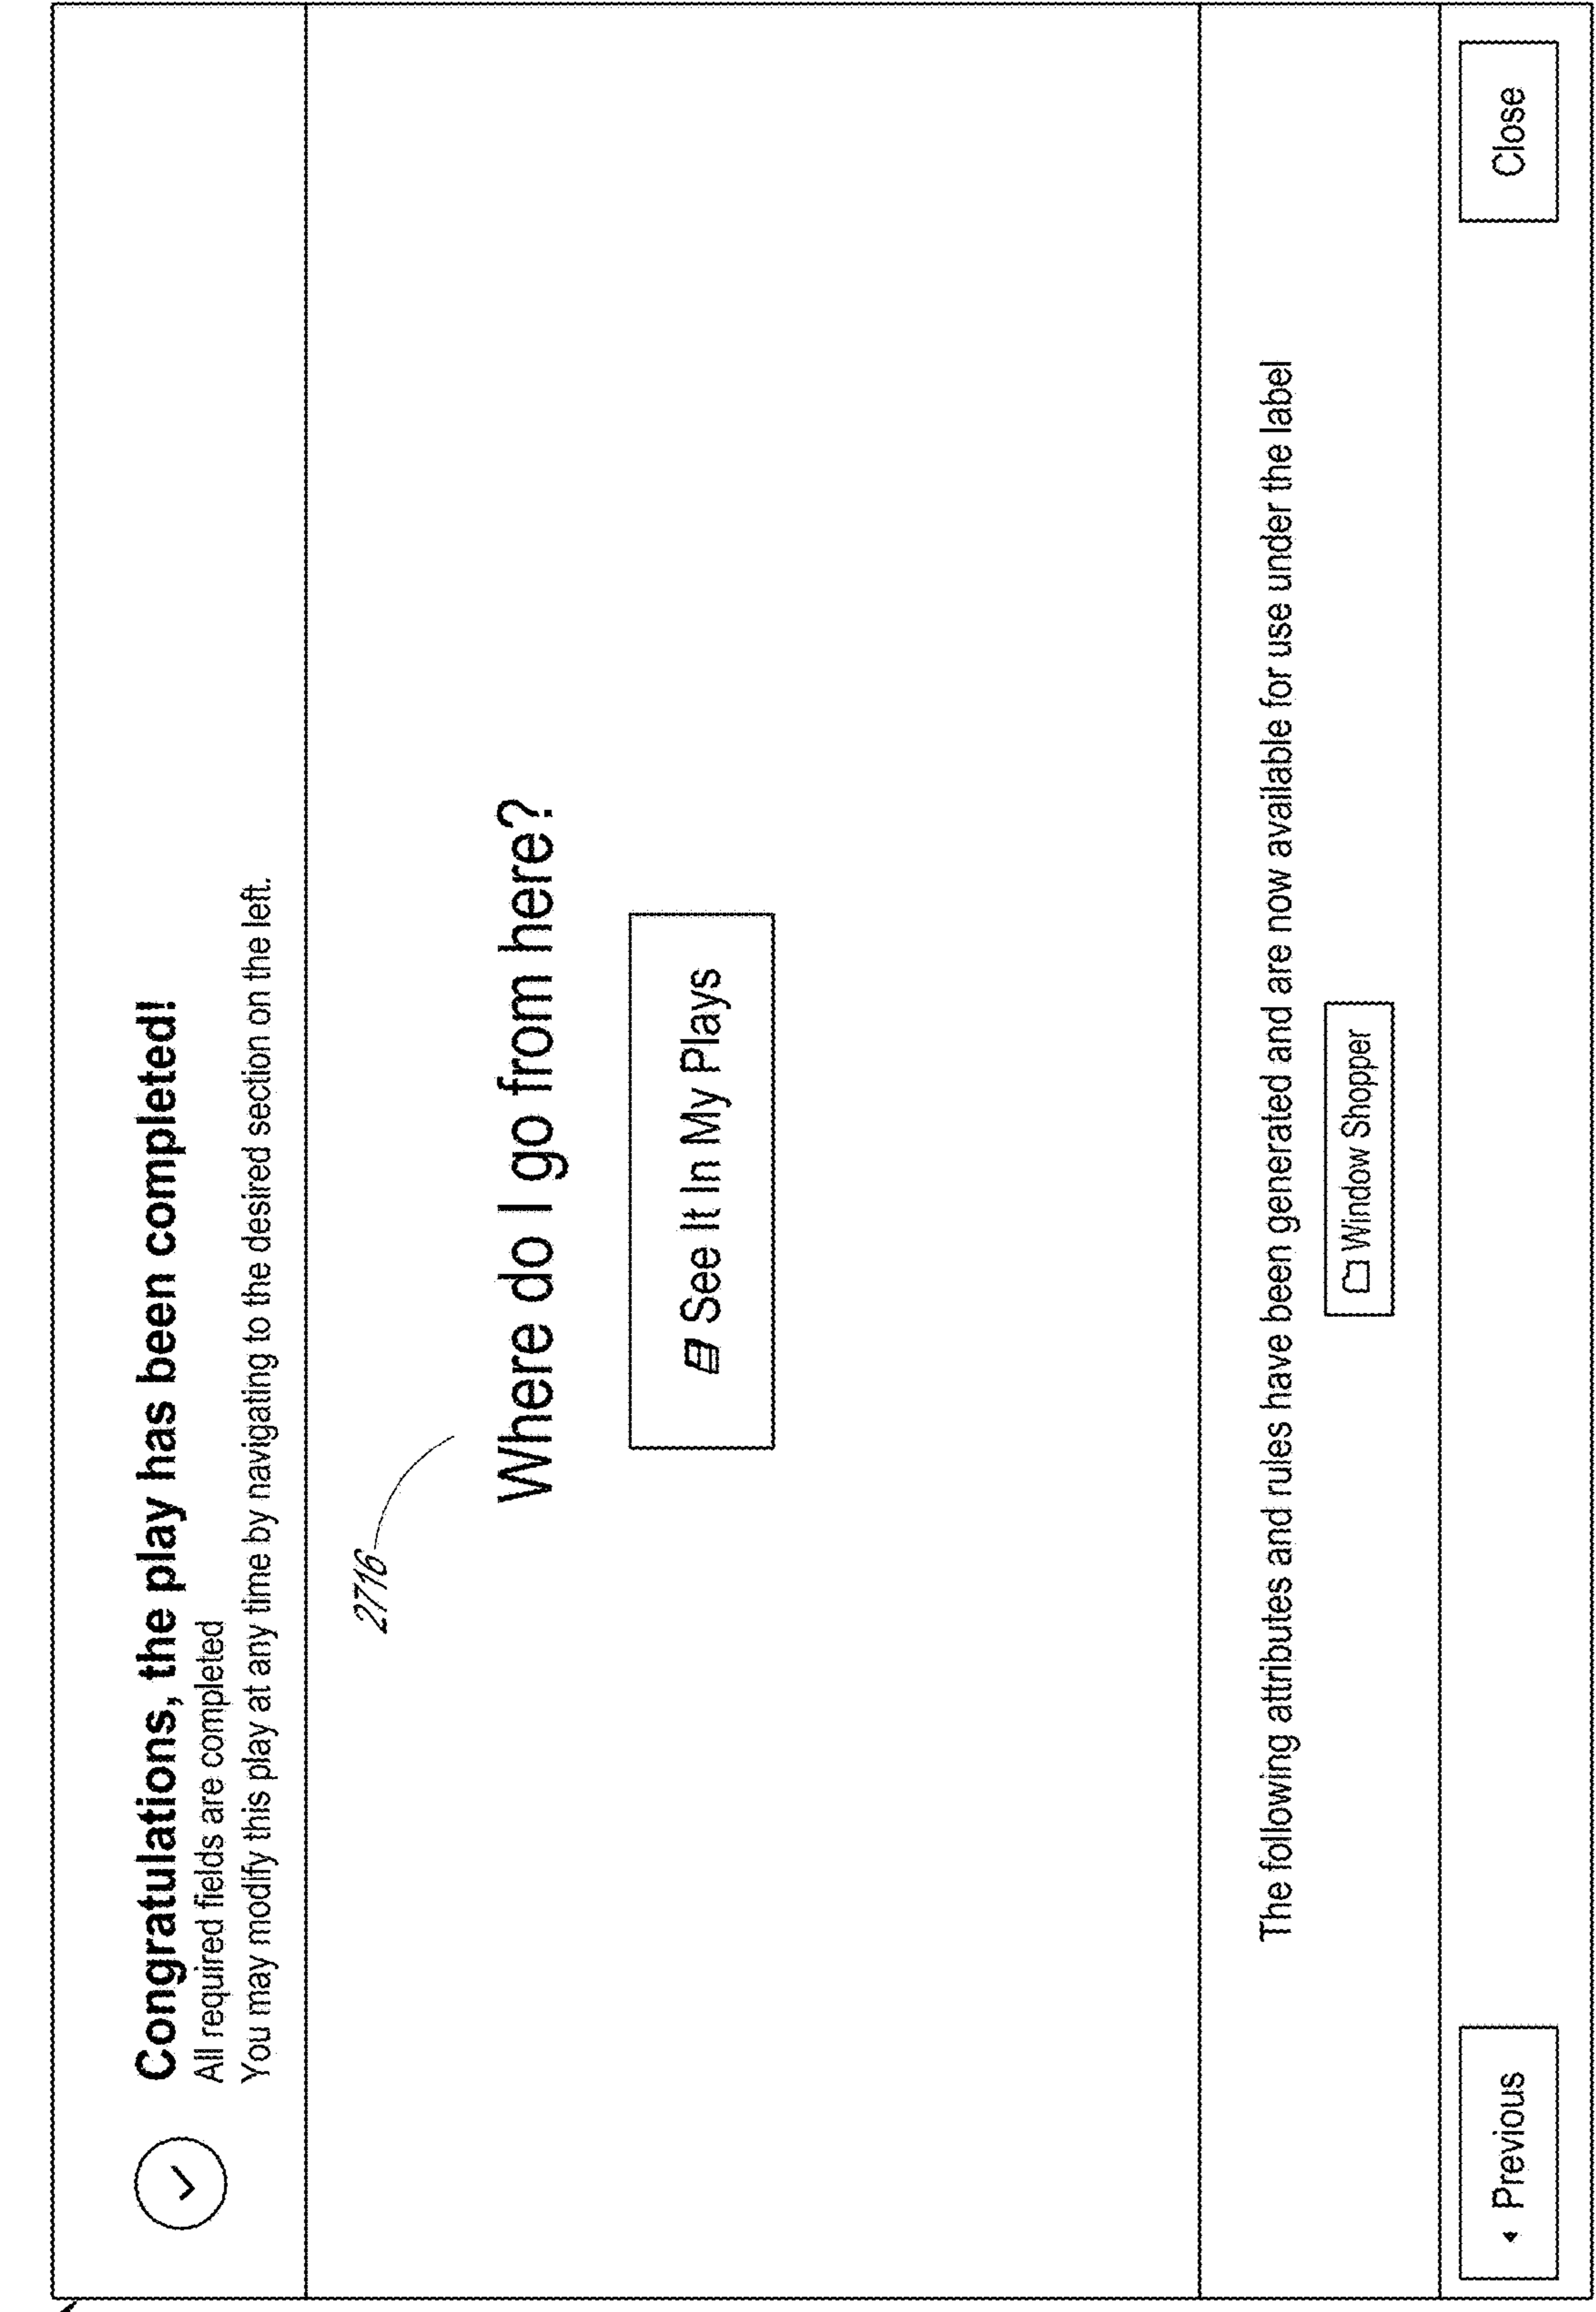 Congratulations, the play has been completed!
All required fields are completed
You may modify this play at any time by navigating to the desired section on the left.
2716
Where do I go from here?
See It In My Plays
The following attributes and rules have been generated and are now available for use under the label
Window Shopper
Previous
Close